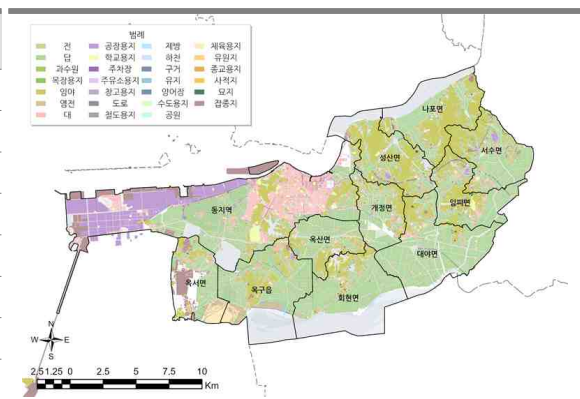 범례
전 공장용지 제방 체육용지
답 학교용지 하천 유원지
과수원 주차장 구거 종교용지
목장용지 주유소용지 유지 사적지
임야 창고용지 양어장 묘지
염전 도로 수도용지 잡종지
대 철도용지 공원
나포면
서수면
성산면
임피면
개정면
동지역
옥산면
대야면
옥서면
옥구읍
회현면
N
W E
S
2.5 1.25 0 2.5 5 7.5 10
Km